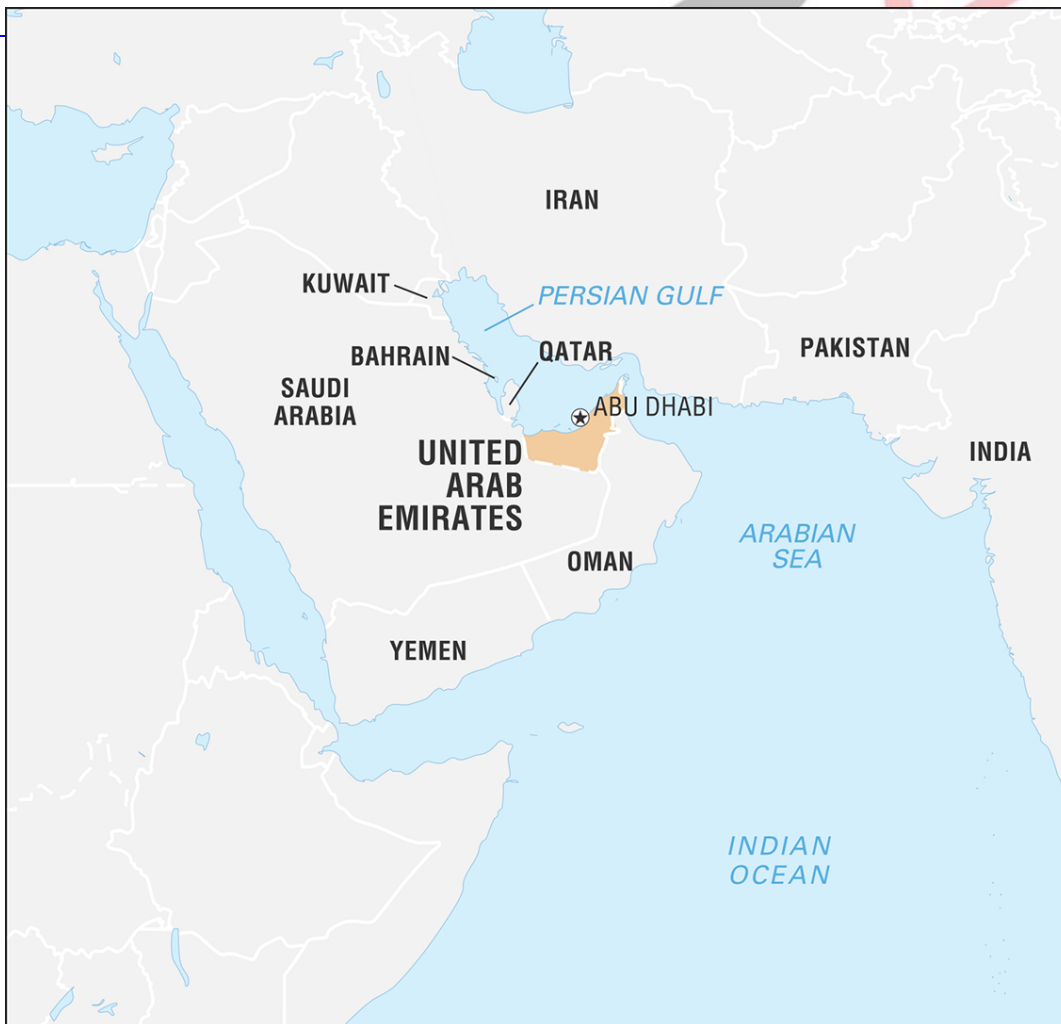 IRAN
KUWAIT
PERSIAN GULF
BAHRAIN
QATAR
PAKISTAN
SAUDI
ARABIA
ABU DHABI
UNITED
ARAB
EMIRATES
INDIA
ARABIAN
SEA
OMAN
YEMEN
INDIAN
OCEAN